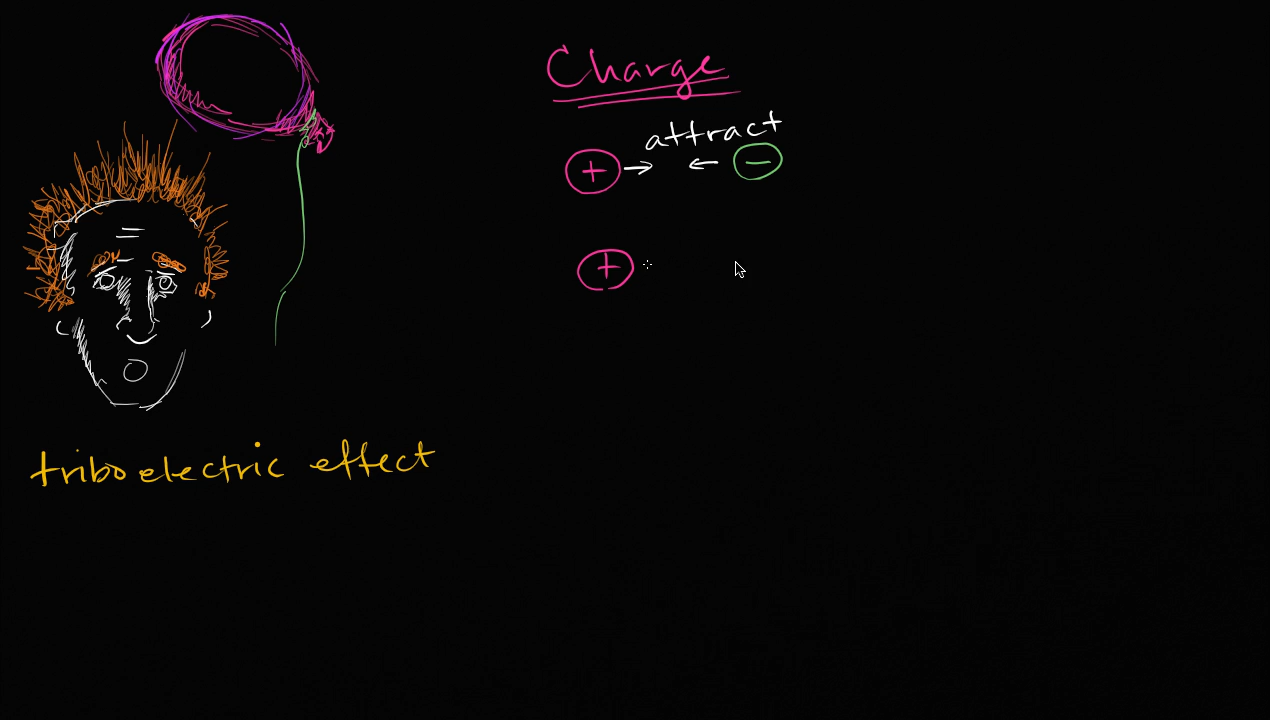 Charge
attract
+ → ← −
+
triboelectric effect